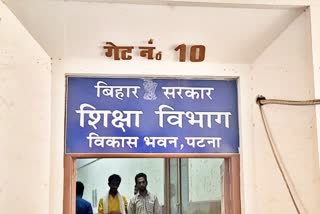 गेट नं० 10
बिहार सरकार
शिक्षा विभाग
विकास भवन, पटना